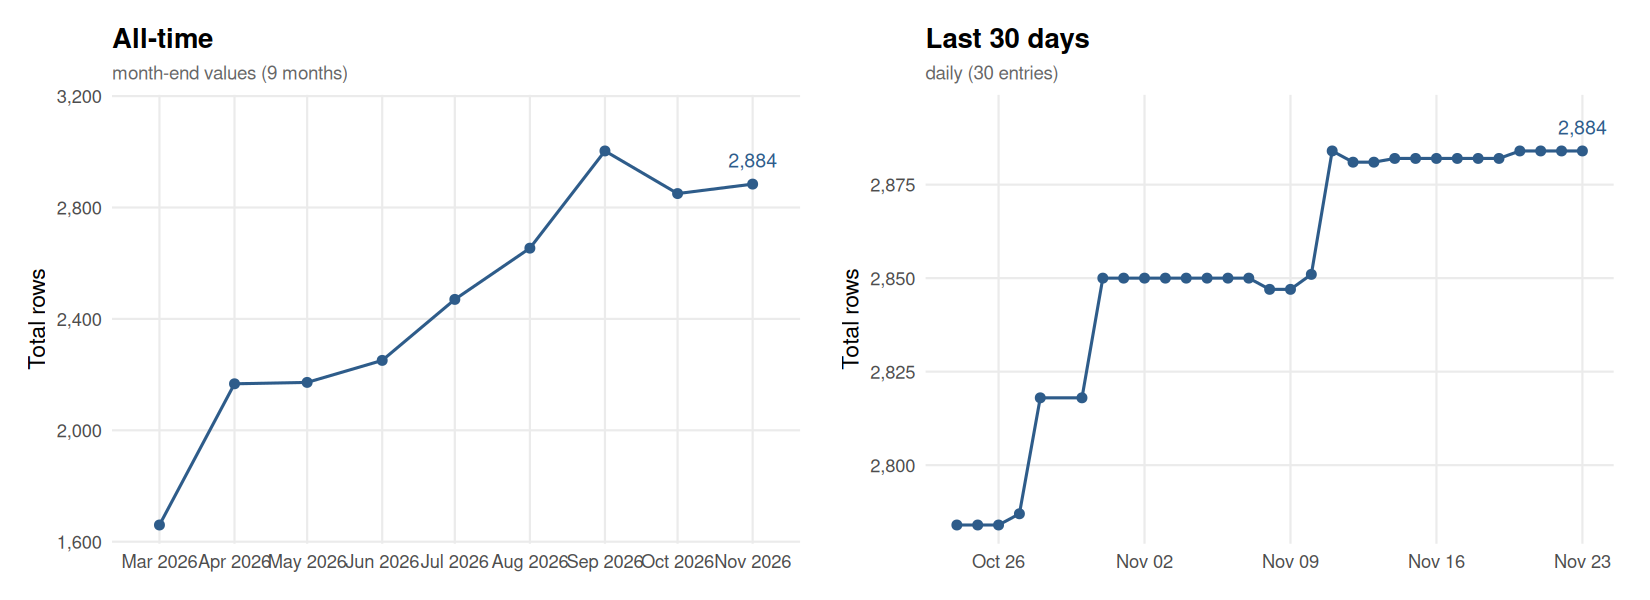 All-time
month-end values (9 months)
Total rows
3,200
2,800
2,400
2,000
1,600
2,884
Mar 2026 Apr 2026 May 2026 Jun 2026 Jul 2026 Aug 2026 Sep 2026 Oct 2026 Nov 2026
Last 30 days
daily (30 entries)
Total rows
2,875
2,850
2,825
2,800
2,884
Oct 26 Nov 02 Nov 09 Nov 16 Nov 23